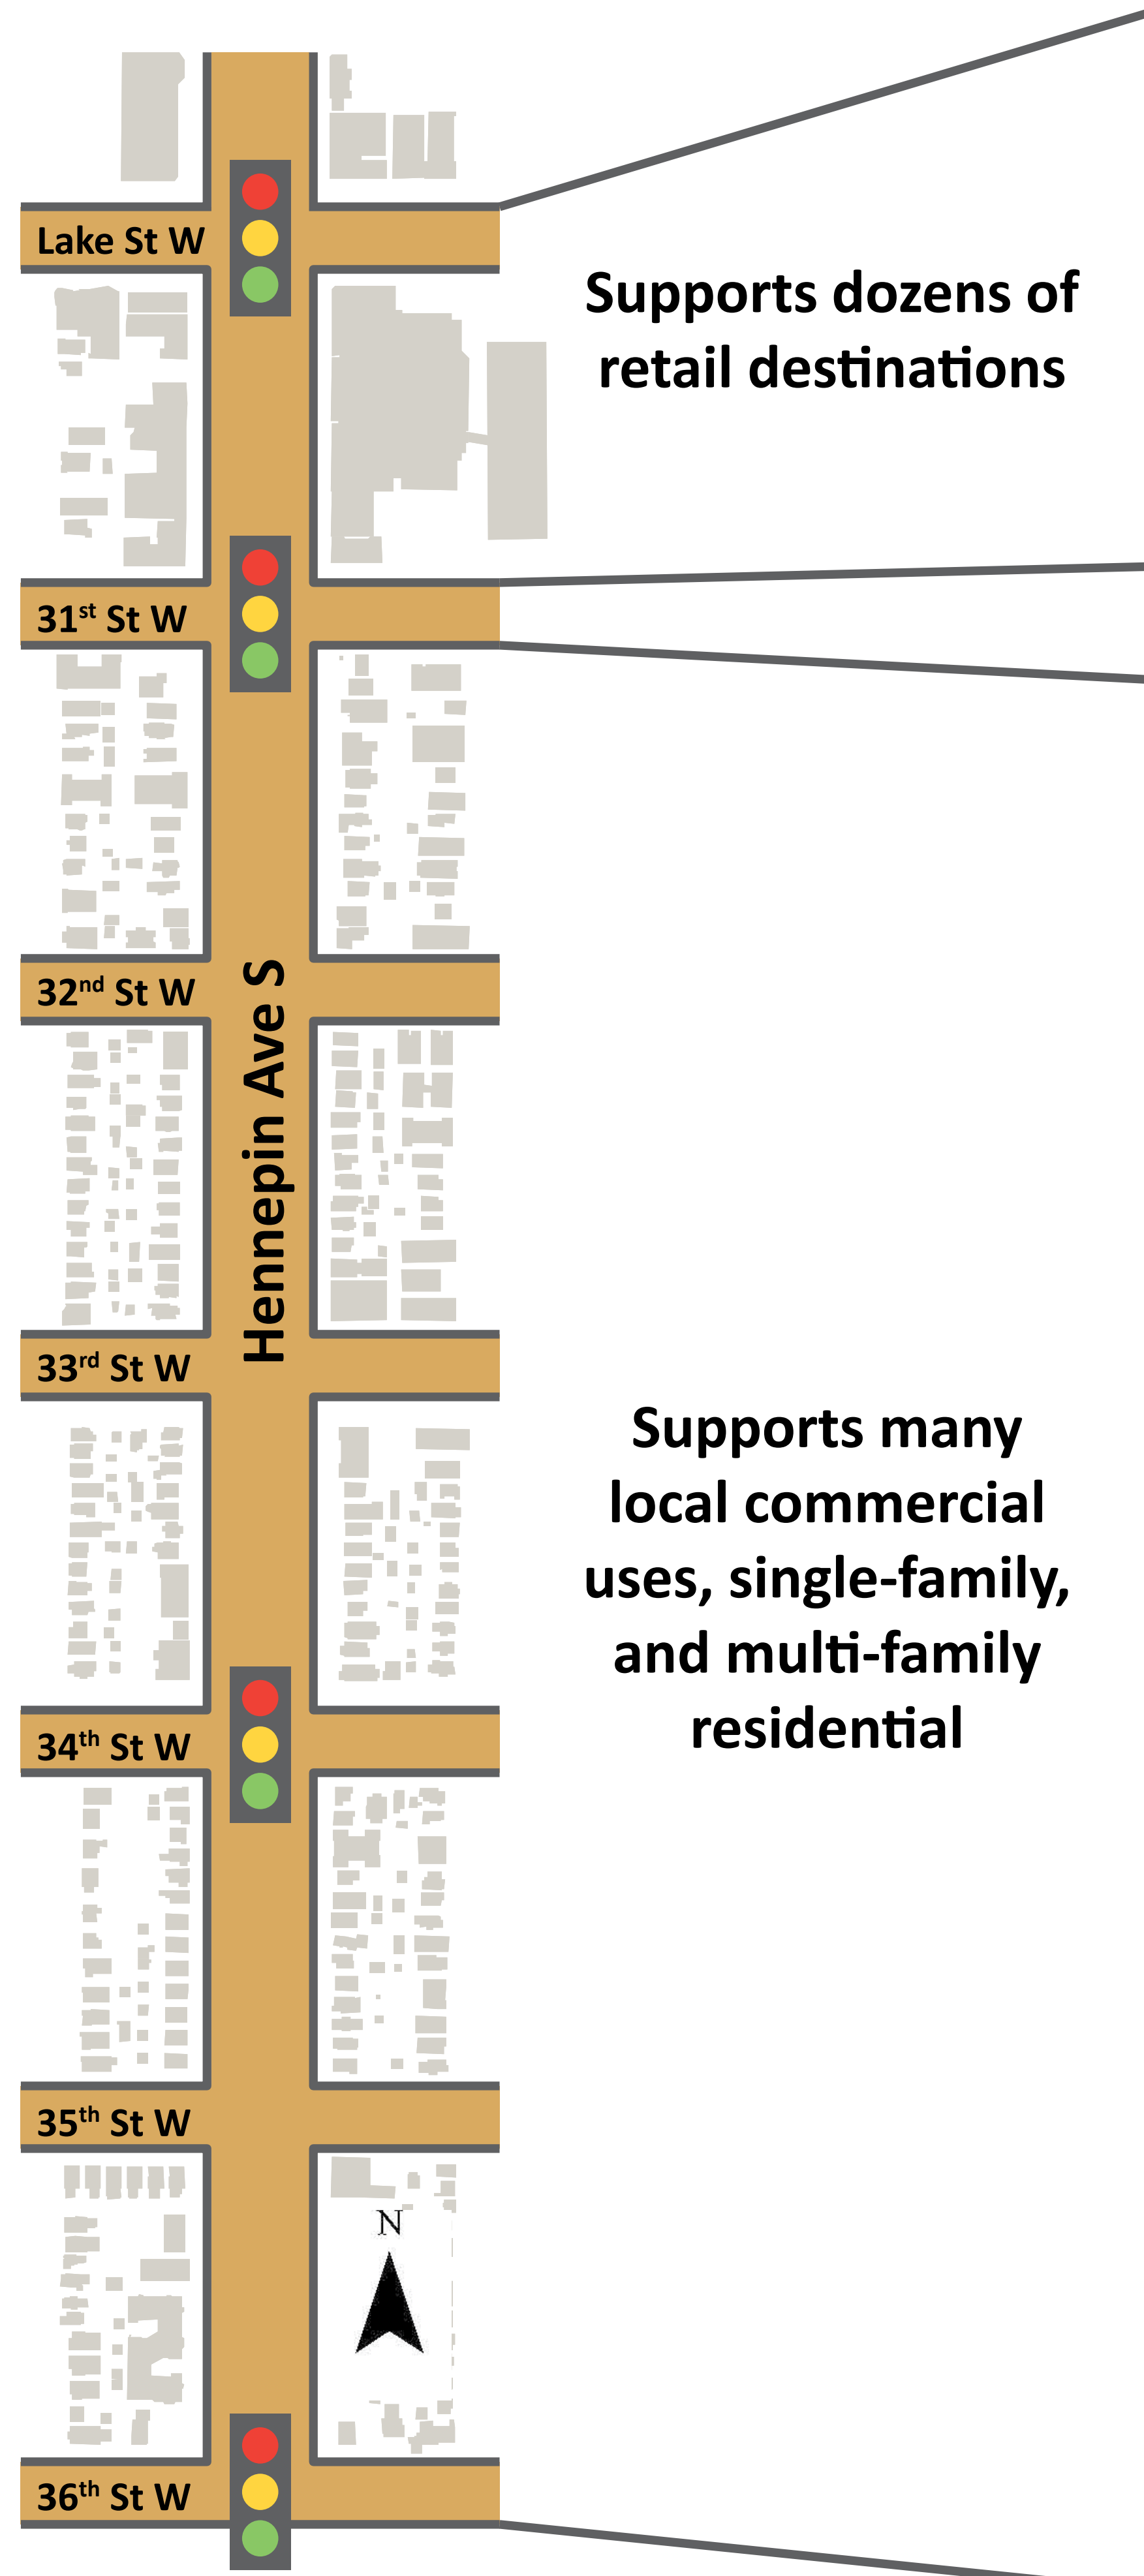 Lake St W
Supports dozens of
retail destinations
31st St W
32nd St W
Hennepin Ave S
33rd St W
Supports many
local commercial
uses, single-family,
and multi-family
residential
34th St W
35th St W
N
36th St W